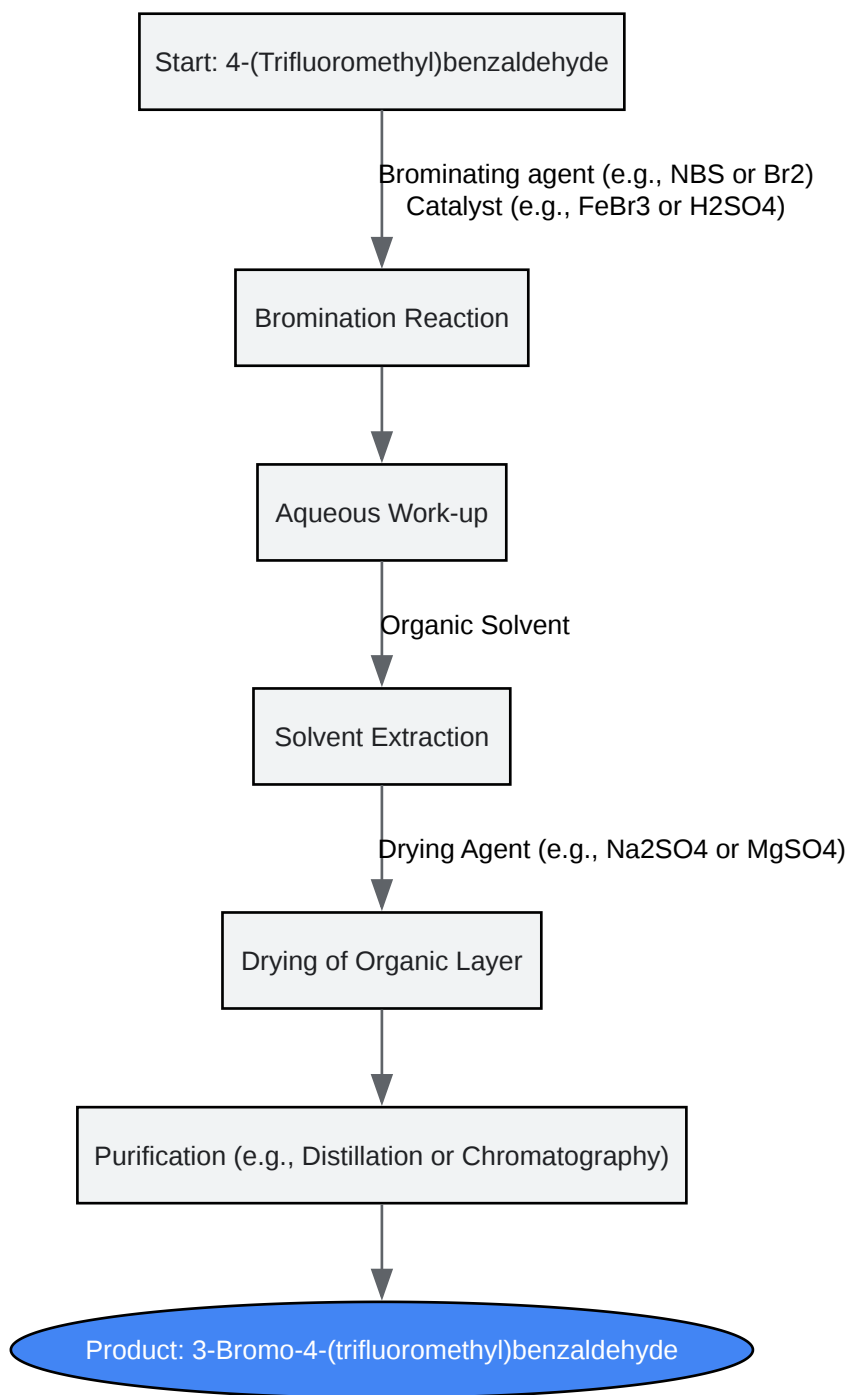 Start: 4-(Trifluoromethyl)benzaldehyde
Brominating agent (e.g., NBS or Br2)
Catalyst (e.g., FeBr3 or H2SO4)
Bromination Reaction
Aqueous Work-up
Organic Solvent
Solvent Extraction
Drying Agent (e.g., Na2SO4 or MgSO4)
Drying of Organic Layer
Purification (e.g., Distillation or Chromatography)
Product: 3-Bromo-4-(trifluoromethyl)benzaldehyde